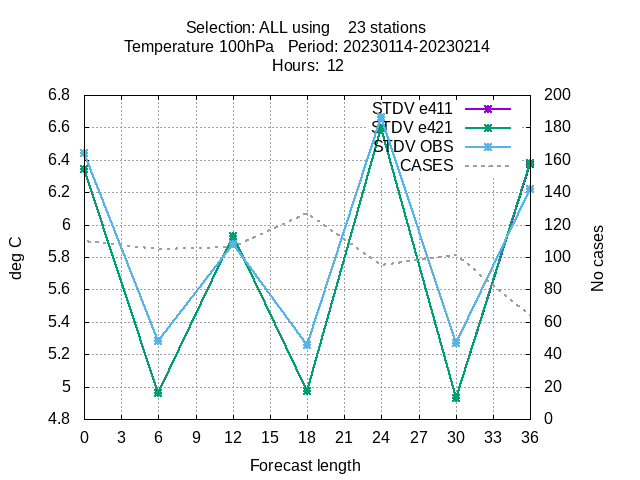 Selection: ALL using 23 stations
Temperature 100hPa Period: 20230114-20230214
Hours: 12
STDV e411
STDV e421
STDV OBS
CASES
6.8
6.6
6.4
6.2
6
5.8
5.6
5.4
5.2
5
4.8
deg C
200
180
160
140
120
100
80
60
40
20
0
No cases
0 3 6 9 12 15 18 21 24 27 30 33 36
Forecast length